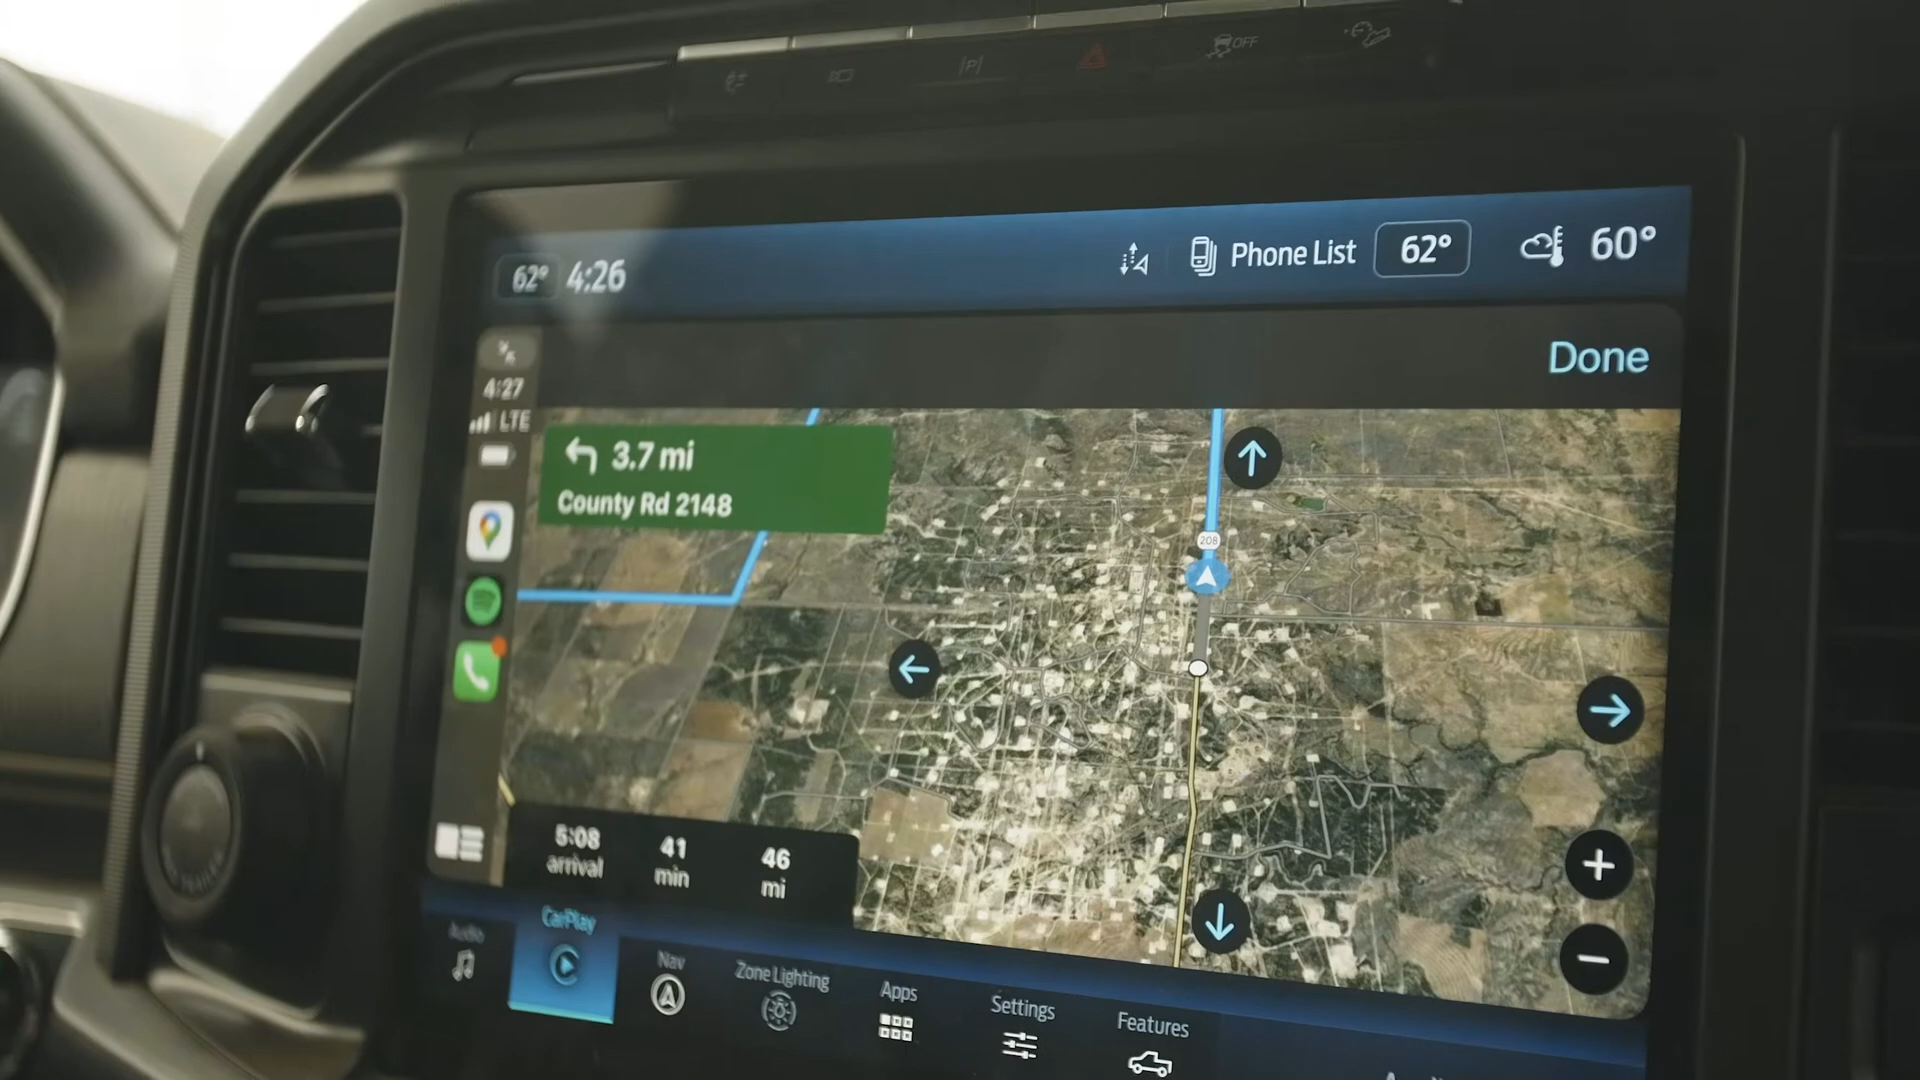 P
OFF
62° 4:26
Phone List 62° 60°
Done
4:27
LTE
3.7 mi
County Rd 2148
208
5:08 41 46
arrival min mi
Audio CarPlay Nav Zone Lighting Apps Settings Features